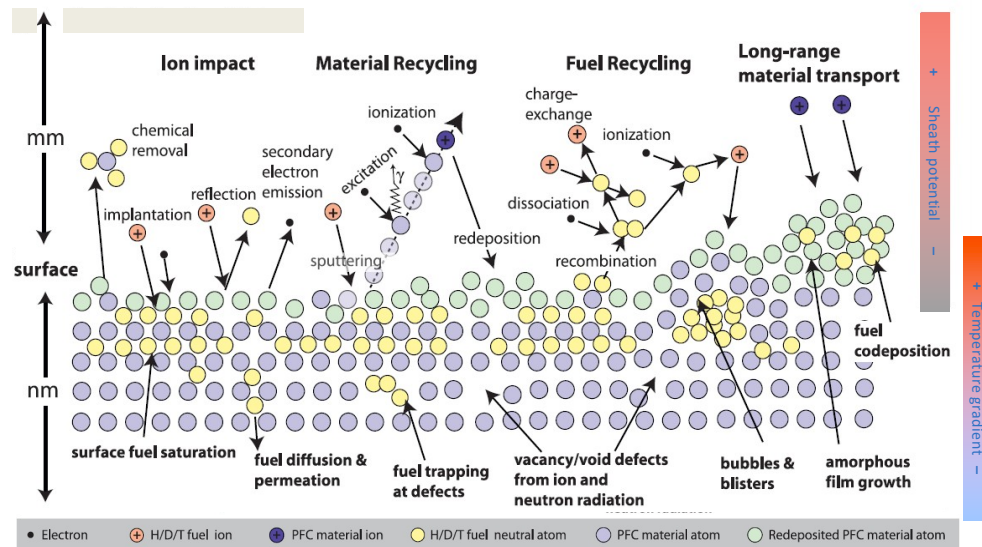 Ion impact
Material Recycling
Fuel Recycling
Long-range
material transport
mm
surface
nm
chemical
removal
implantation
reflection
secondary
electron
emission
ionization
excitation
γ
sputtering
redeposition
charge-
exchange
ionization
dissociation
recombination
+ Sheath potential −
+ Temperature gradient −
surface fuel saturation
fuel diffusion &
permeation
fuel trapping
at defects
vacancy/void defects
from ion and
neutron radiation
bubbles &
blisters
amorphous
film growth
fuel
codeposition
Electron
H/D/T fuel ion
PFC material ion
H/D/T fuel neutral atom
PFC material atom
Redeposited PFC material atom